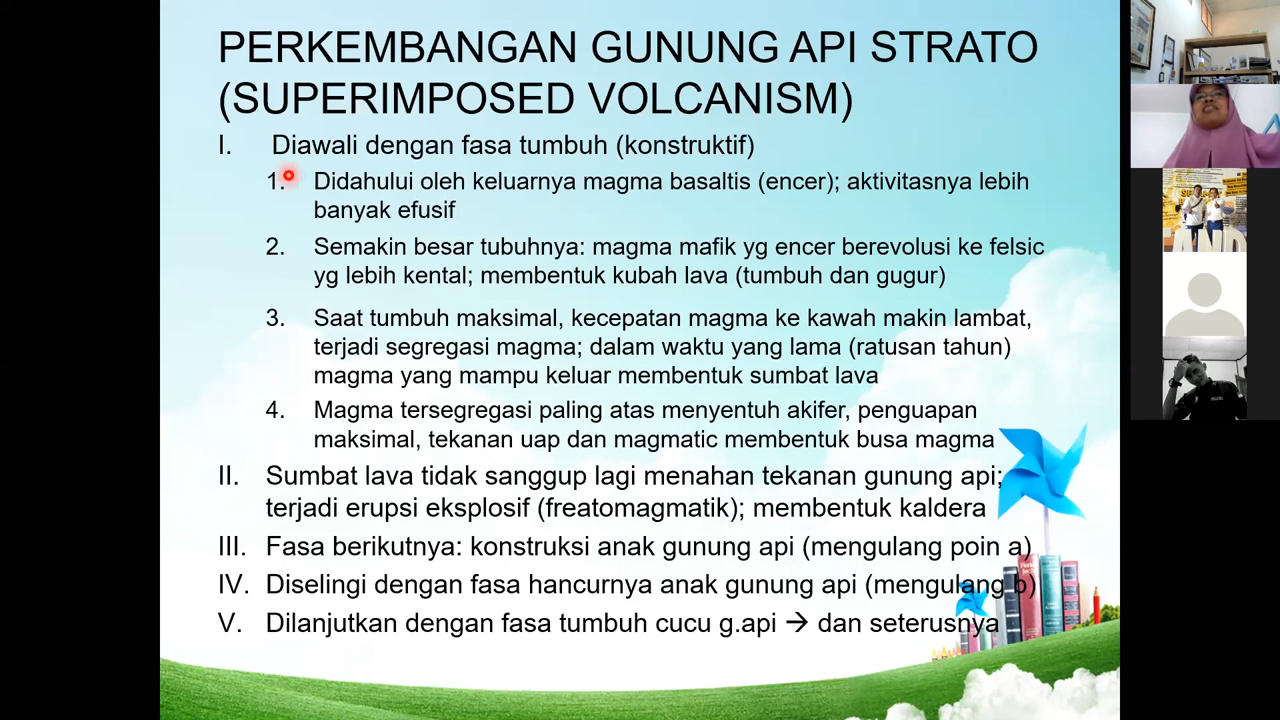 PERKEMBANGAN GUNUNG API STRATO
(SUPERIMPOSED VOLCANISM)
I. Diawali dengan fasa tumbuh (konstruktif)
1. Didahului oleh keluarnya magma basaltis (encer); aktivitasnya lebih
banyak efusif
2. Semakin besar tubuhnya: magma mafik yg encer berevolusi ke felsic
yg lebih kental; membentuk kubah lava (tumbuh dan gugur)
3. Saat tumbuh maksimal, kecepatan magma ke kawah makin lambat,
terjadi segregasi magma; dalam waktu yang lama (ratusan tahun)
magma yang mampu keluar membentuk sumbat lava
4. Magma tersegregasi paling atas menyentuh akifer, penguapan
maksimal, tekanan uap dan magmatic membentuk busa magma
II. Sumbat lava tidak sanggup lagi menahan tekanan gunung api;
terjadi erupsi eksplosif (freatomagmatik); membentuk kaldera
III. Fasa berikutnya: konstruksi anak gunung api (mengulang poin a)
IV. Diselingi dengan fasa hancurnya anak gunung api (mengulang b)
V. Dilanjutkan dengan fasa tumbuh cucu g.api → dan seterusnya
AND